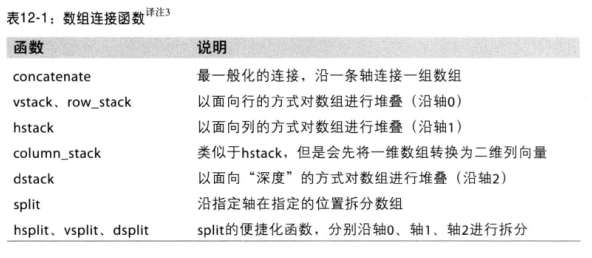 表12-1：数组连接函数译注3
函数 说明
concatenate 最一般化的连接，沿一条轴连接一组数组
vstack、row_stack 以面向行的方式对数组进行堆叠（沿轴0）
hstack 以面向列的方式对数组进行堆叠（沿轴1）
column_stack 类似于hstack，但是会先将一维数组转换为二维列向量
dstack 以面向“深度”的方式对数组进行堆叠（沿轴2）
split 沿指定轴在指定的位置拆分数组
hsplit、vsplit、dsplit split的便捷化函数，分别沿轴0、轴1、轴2进行拆分